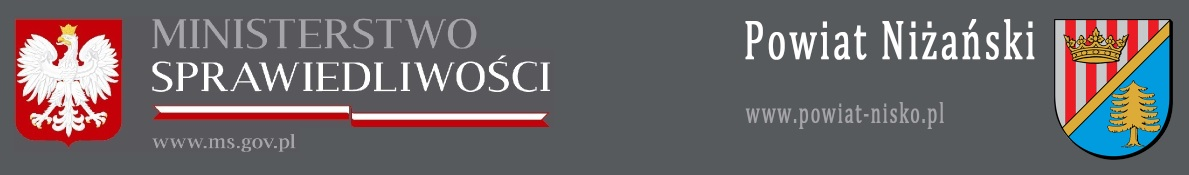 MINISTERSTWO
SPRAWIEDLIWOŚCI
www.ms.gov.pl
Powiat Niżański
www.powiat-nisko.pl